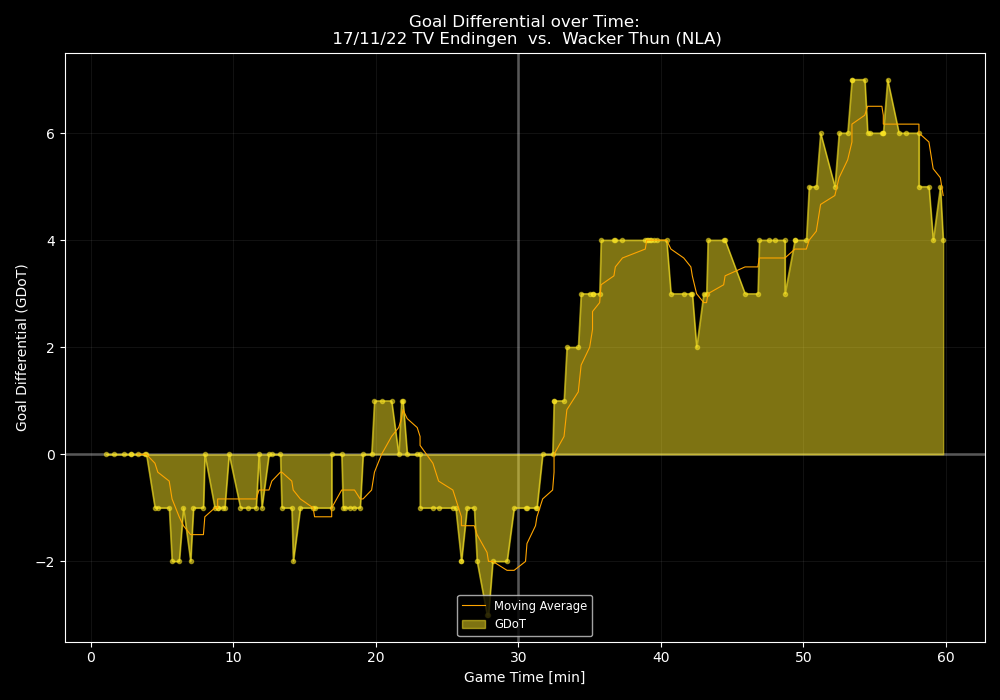 Goal Differential over Time:
17/11/22 TV Endingen  vs.  Wacker Thun (NLA)
Goal Differential (GDoT)
6
4
2
0
−2
Moving Average
GDoT
0 10 20 30 40 50 60
Game Time [min]